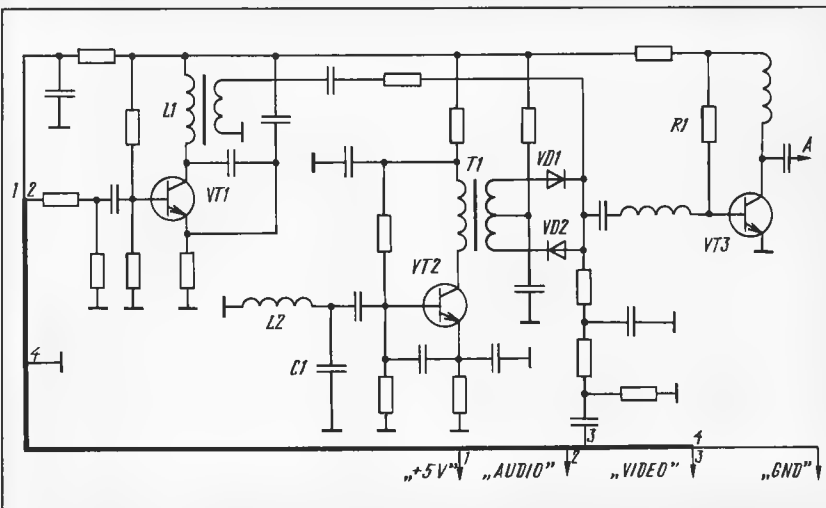 L1
R1
A
T1
VD1
1 2
VT1
VD2
VT3
VT2
L2
4
C1
3
4
„+5V" 1 „AUDIO" 2 „VIDEO" 3 „GND"